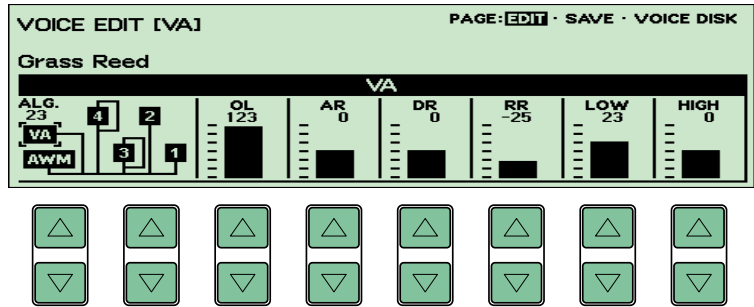 VOICE EDIT [VA]
PAGE: EDIT · SAVE · VOICE DISK
Grass Reed
VA
ALG. OL AR DR RR LOW HIGH
23 123 0 0 -25 23 0
4 2
VA
3 1
AWM